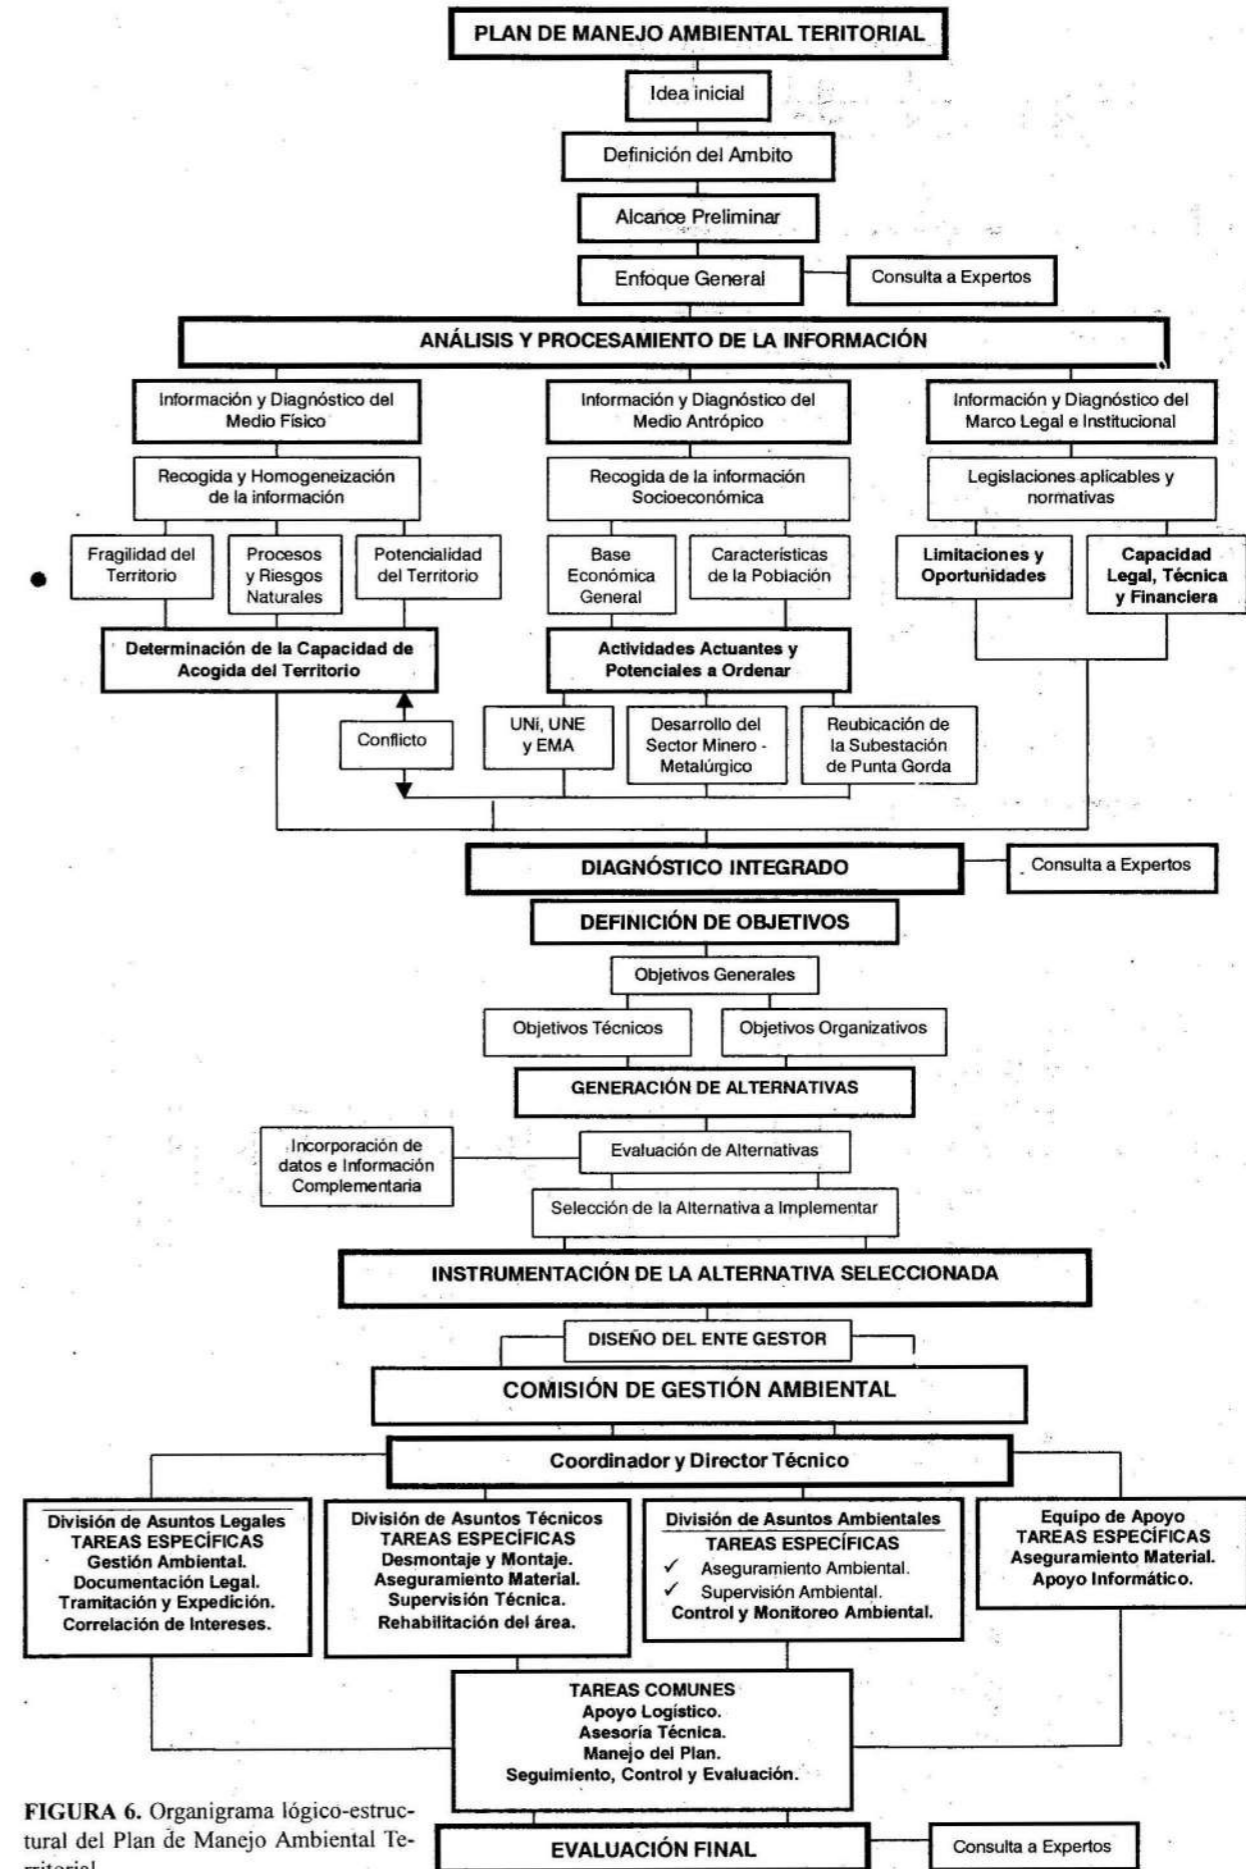 PLAN DE MANEJO AMBIENTAL TERITORIAL
Idea inicial
Definición del Ambito
Alcance Preliminar
Enfoque General
Consulta a Expertos
ANÁLISIS Y PROCESAMIENTO DE LA INFORMACIÓN
Información y Diagnóstico del
Medio Físico
Información y Diagnóstico del
Medio Antrópico
Información y Diagnóstico del
Marco Legal e Institucional
Recogida y Homogeneización
de la información
Recogida de la información
Socioeconómica
Legislaciones aplicables y
normativas
Fragilidad del
Territorio
Procesos
y Riesgos
Naturales
Potencialidad
del Territorio
Base
Económica
General
Características
de la Población
Limitaciones y
Oportunidades
Capacidad
Legal, Técnica
y Financiera
Determinación de la Capacidad de
Acogida del Territorio
Actividades Actuantes y
Potenciales a Ordenar
Conflicto
UNi, UNE
y EMA
Desarrollo del
Sector Minero -
Metalúrgico
Reubicación de
la Subestación
de Punta Gorda
DIAGNÓSTICO INTEGRADO
Consulta a Expertos
DEFINICIÓN DE OBJETIVOS
Objetivos Generales
Objetivos Técnicos
Objetivos Organizativos
GENERACIÓN DE ALTERNATIVAS
Incorporación de
datos e Información
Complementaria
Evaluación de Alternativas
Selección de la Alternativa a Implementar
INSTRUMENTACIÓN DE LA ALTERNATIVA SELECCIONADA
DISEÑO DEL ENTE GESTOR
COMISIÓN DE GESTIÓN AMBIENTAL
Coordinador y Director Técnico
División de Asuntos Legales
TAREAS ESPECÍFICAS
Gestión Ambiental.
Documentación Legal.
Tramitación y Expedición.
Correlación de Intereses.
División de Asuntos Técnicos
TAREAS ESPECÍFICAS
Desmontaje y Montaje.
Aseguramiento Material.
Supervisión Técnica.
Rehabilitación del área.
División de Asuntos Ambientales
TAREAS ESPECÍFICAS
✓ Aseguramiento Ambiental.
✓ Supervisión Ambiental.
Control y Monitoreo Ambiental.
Equipo de Apoyo
TAREAS ESPECÍFICAS
Aseguramiento Material.
Apoyo Informático.
TAREAS COMUNES
Apoyo Logístico.
Asesoría Técnica.
Manejo del Plan.
Seguimiento, Control y Evaluación.
FIGURA 6. Organigrama lógico-estruc-
tural del Plan de Manejo Ambiental Te-
rritorial
EVALUACIÓN FINAL
Consulta a Expertos